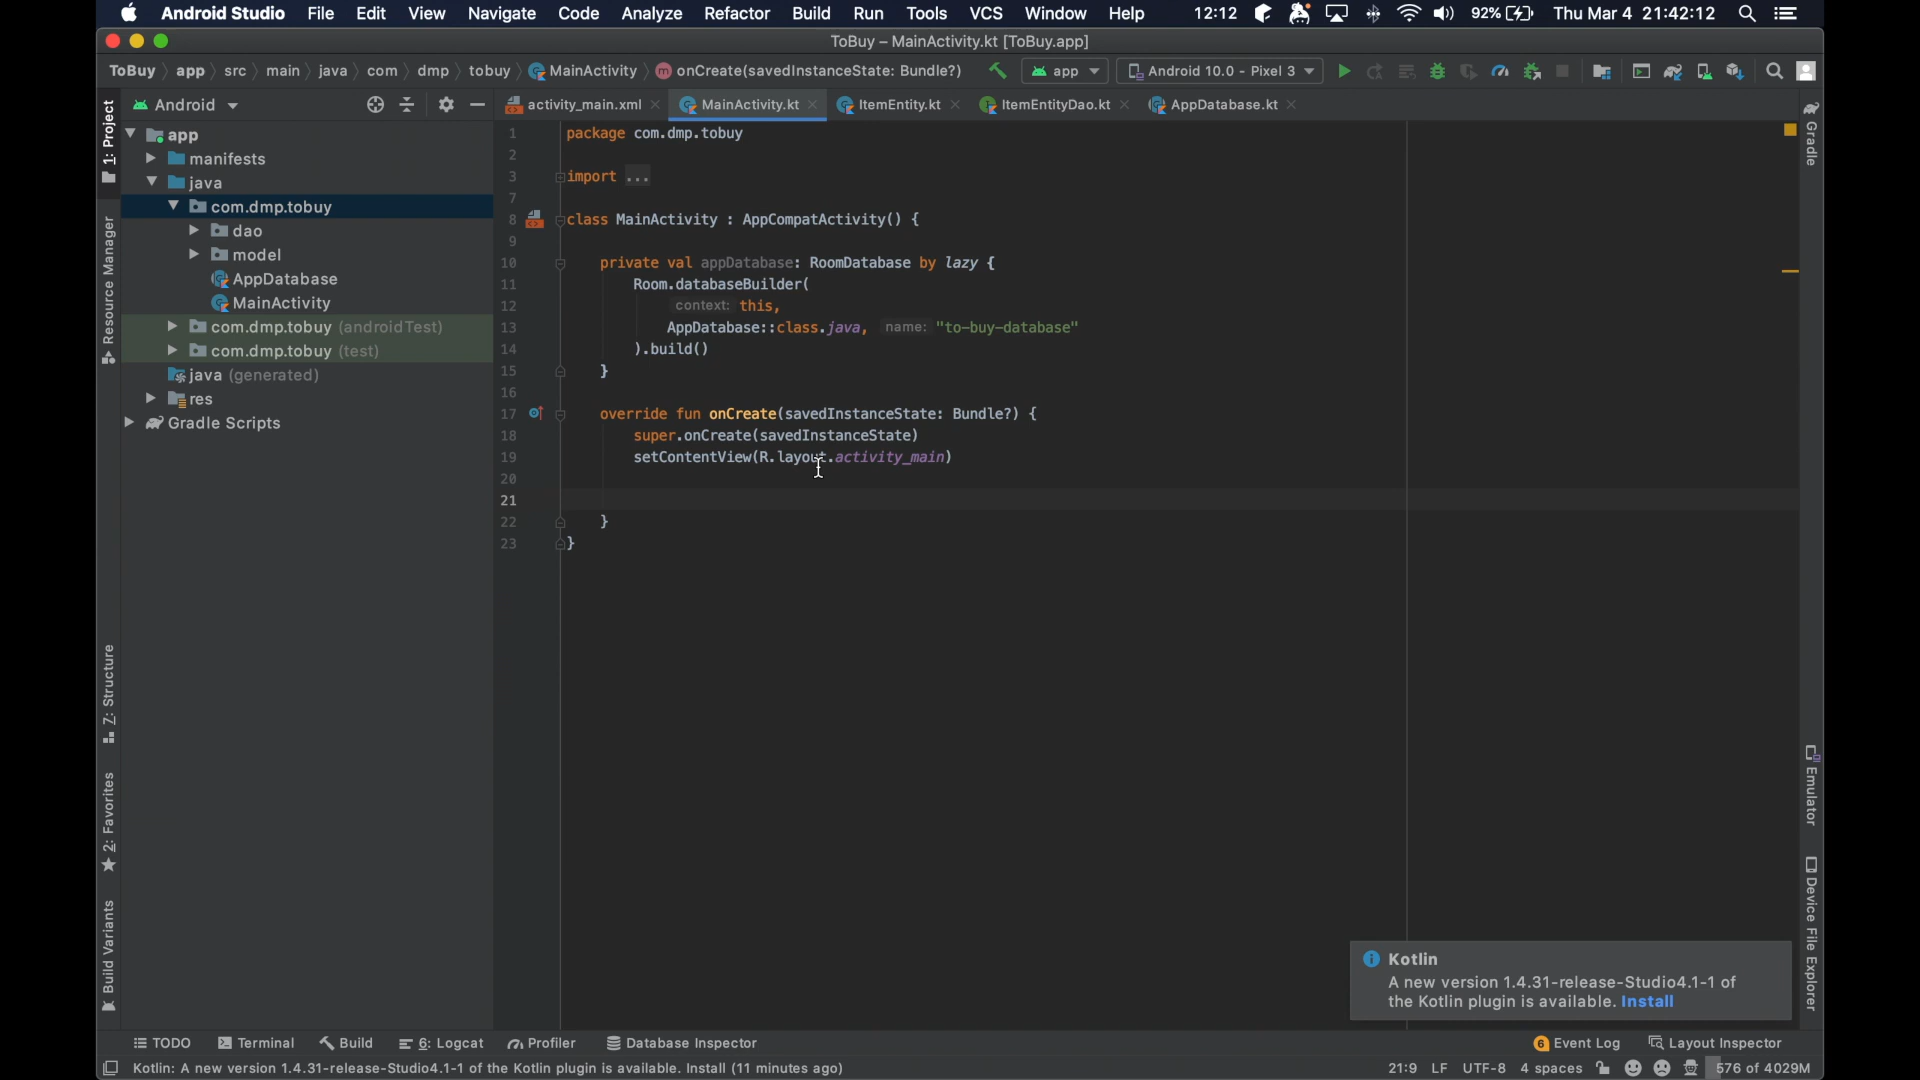 Android Studio File Edit View Navigate Code Analyze Refactor Build Run Tools VCS Window Help 12:12 92% Thu Mar 4 21:42:12
ToBuy – MainActivity.kt [ToBuy.app]
ToBuy app src main java com dmp tobuy MainActivity onCreate(savedInstanceState: Bundle?) app Android 10.0 - Pixel 3
Android
activity_main.xml MainActivity.kt ItemEntity.kt ItemEntityDao.kt AppDatabase.kt
1: Project
Resource Manager
Z: Structure
2: Favorites
Build Variants
app
manifests
java
com.dmp.tobuy
dao
model
AppDatabase
MainActivity
com.dmp.tobuy (androidTest)
com.dmp.tobuy (test)
java (generated)
res
Gradle Scripts
1 package com.dmp.tobuy
2
3 import ...
7
8 class MainActivity : AppCompatActivity() {
9
10 private val appDatabase: RoomDatabase by lazy {
11 Room.databaseBuilder(
12 context: this,
13 AppDatabase::class.java, name: "to-buy-database"
14 ).build()
15 }
16
17 override fun onCreate(savedInstanceState: Bundle?) {
18 super.onCreate(savedInstanceState)
19 setContentView(R.layout.activity_main)
20
21
22 }
23 }
Gradle
Emulator
Device File Explorer
Kotlin
A new version 1.4.31-release-Studio4.1-1 of
the Kotlin plugin is available. Install
TODO Terminal Build 6: Logcat Profiler Database Inspector 6 Event Log Layout Inspector
Kotlin: A new version 1.4.31-release-Studio4.1-1 of the Kotlin plugin is available. Install (11 minutes ago) 21:9 LF UTF-8 4 spaces 576 of 4029M